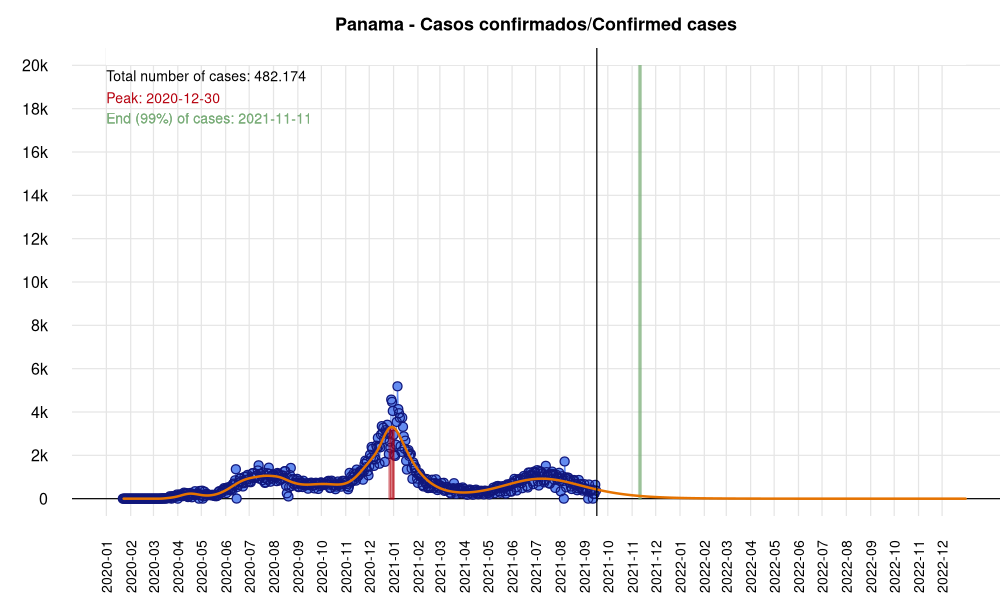 Panama - Casos confirmados/Confirmed cases
20k
18k
16k
14k
12k
10k
8k
6k
4k
2k
0
Total number of cases: 482.174
Peak: 2020-12-30
End (99%) of cases: 2021-11-11
2020-01
2020-02
2020-03
2020-04
2020-05
2020-06
2020-07
2020-08
2020-09
2020-10
2020-11
2020-12
2021-01
2021-02
2021-03
2021-04
2021-05
2021-06
2021-07
2021-08
2021-09
2021-10
2021-11
2021-12
2022-01
2022-02
2022-03
2022-04
2022-05
2022-06
2022-07
2022-08
2022-09
2022-10
2022-11
2022-12